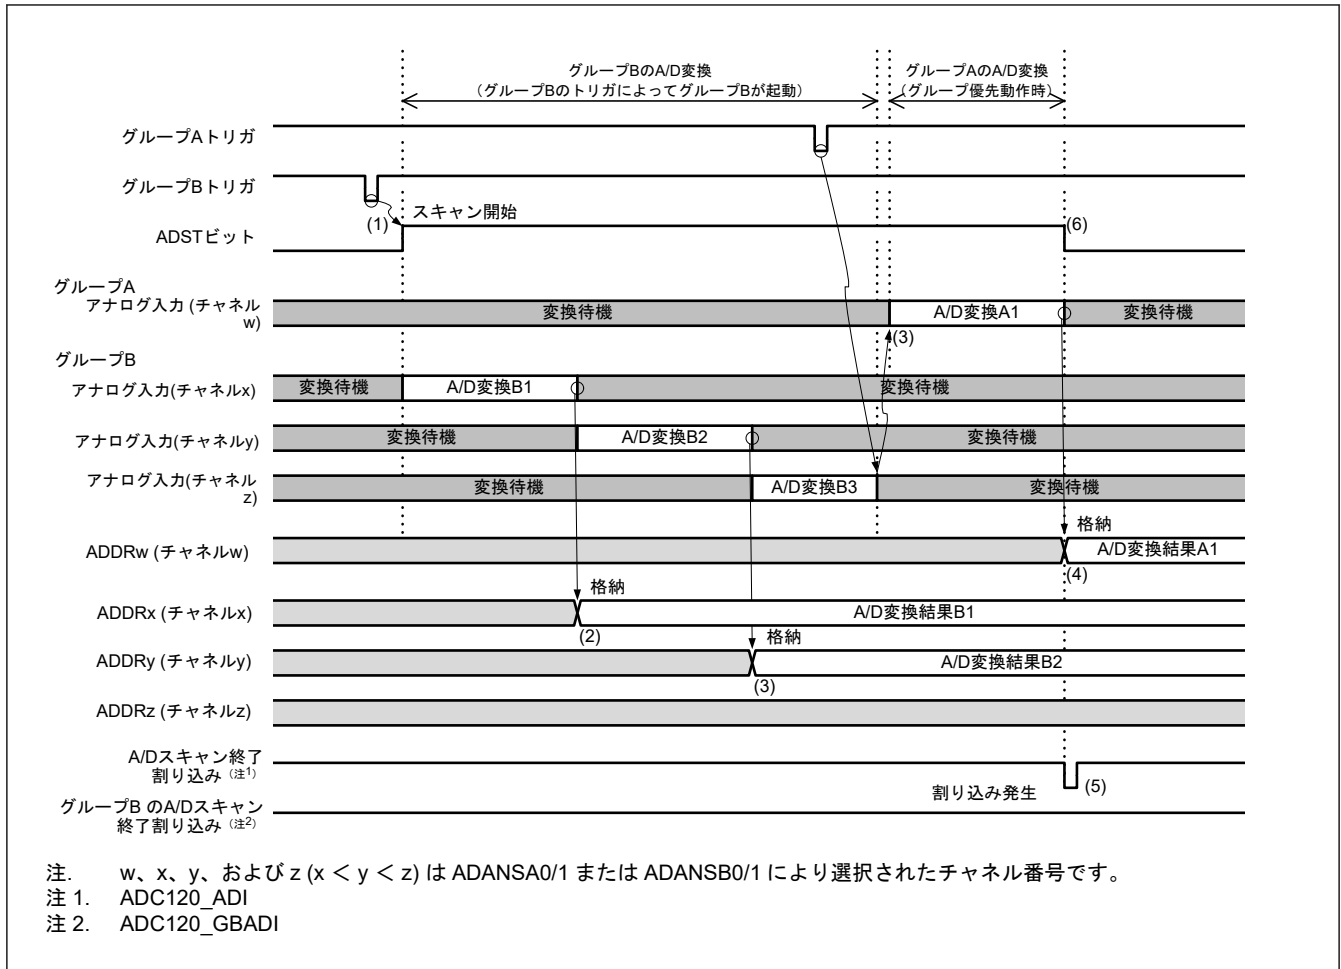 グループBのA/D変換
（グループBのトリガによってグループBが起動）
グループAのA/D変換
（グループ優先動作時）
グループAトリガ
グループBトリガ
(1)
スキャン開始
(6)
ADSTビット
グループA
アナログ入力 (チャネル
w)
変換待機
A/D変換A1
変換待機
(3)
グループB
アナログ入力(チャネルx)
変換待機
A/D変換B1
変換待機
アナログ入力(チャネルy)
変換待機
A/D変換B2
変換待機
アナログ入力(チャネル
z)
変換待機
A/D変換B3
変換待機
格納
ADDRw (チャネルw)
A/D変換結果A1
(4)
格納
ADDRx (チャネルx)
A/D変換結果B1
(2)
格納
ADDRy (チャネルy)
A/D変換結果B2
(3)
ADDRz (チャネルz)
A/Dスキャン終了
割り込み（注1）
割り込み発生
(5)
グループB のA/Dスキャン
終了割り込み（注2）
注. w、x、y、および z (x ＜ y ＜ z) は ADANSA0/1 または ADANSB0/1 により選択されたチャネル番号です。
注 1. ADC120_ADI
注 2. ADC120_GBADI